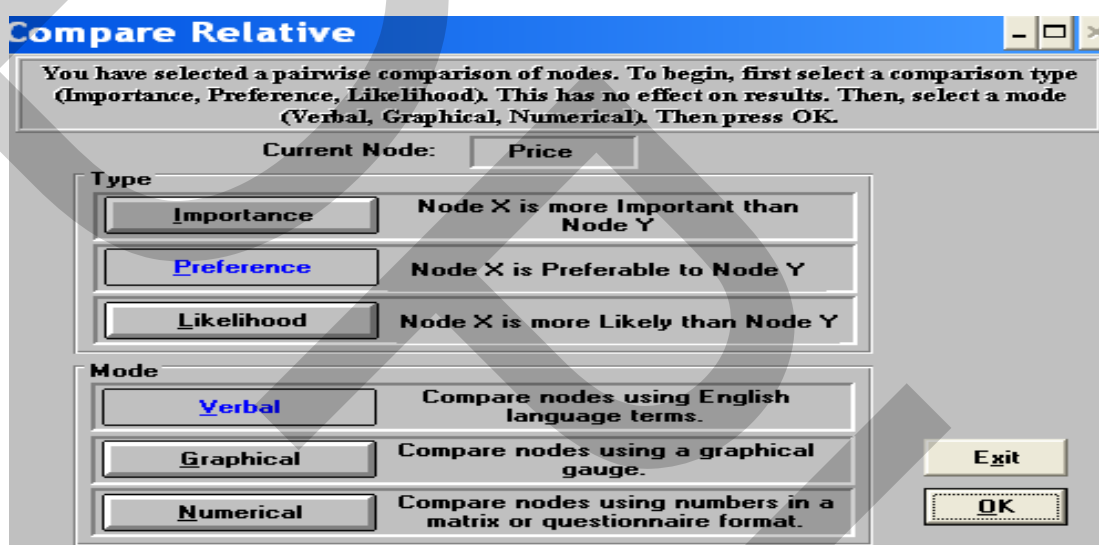 Compare Relative
You have selected a pairwise comparison of nodes. To begin, first select a comparison type
(Importance, Preference, Likelihood). This has no effect on results. Then, select a mode
(Verbal, Graphical, Numerical). Then press OK.
Current Node: Price
Type
Importance Node X is more Important than
Node Y
Preference Node X is Preferable to Node Y
Likelihood Node X is more Likely than Node Y
Mode
Verbal Compare nodes using English
language terms.
Graphical Compare nodes using a graphical
gauge.
Exit
Numerical Compare nodes using numbers in a
matrix or questionnaire format.
OK